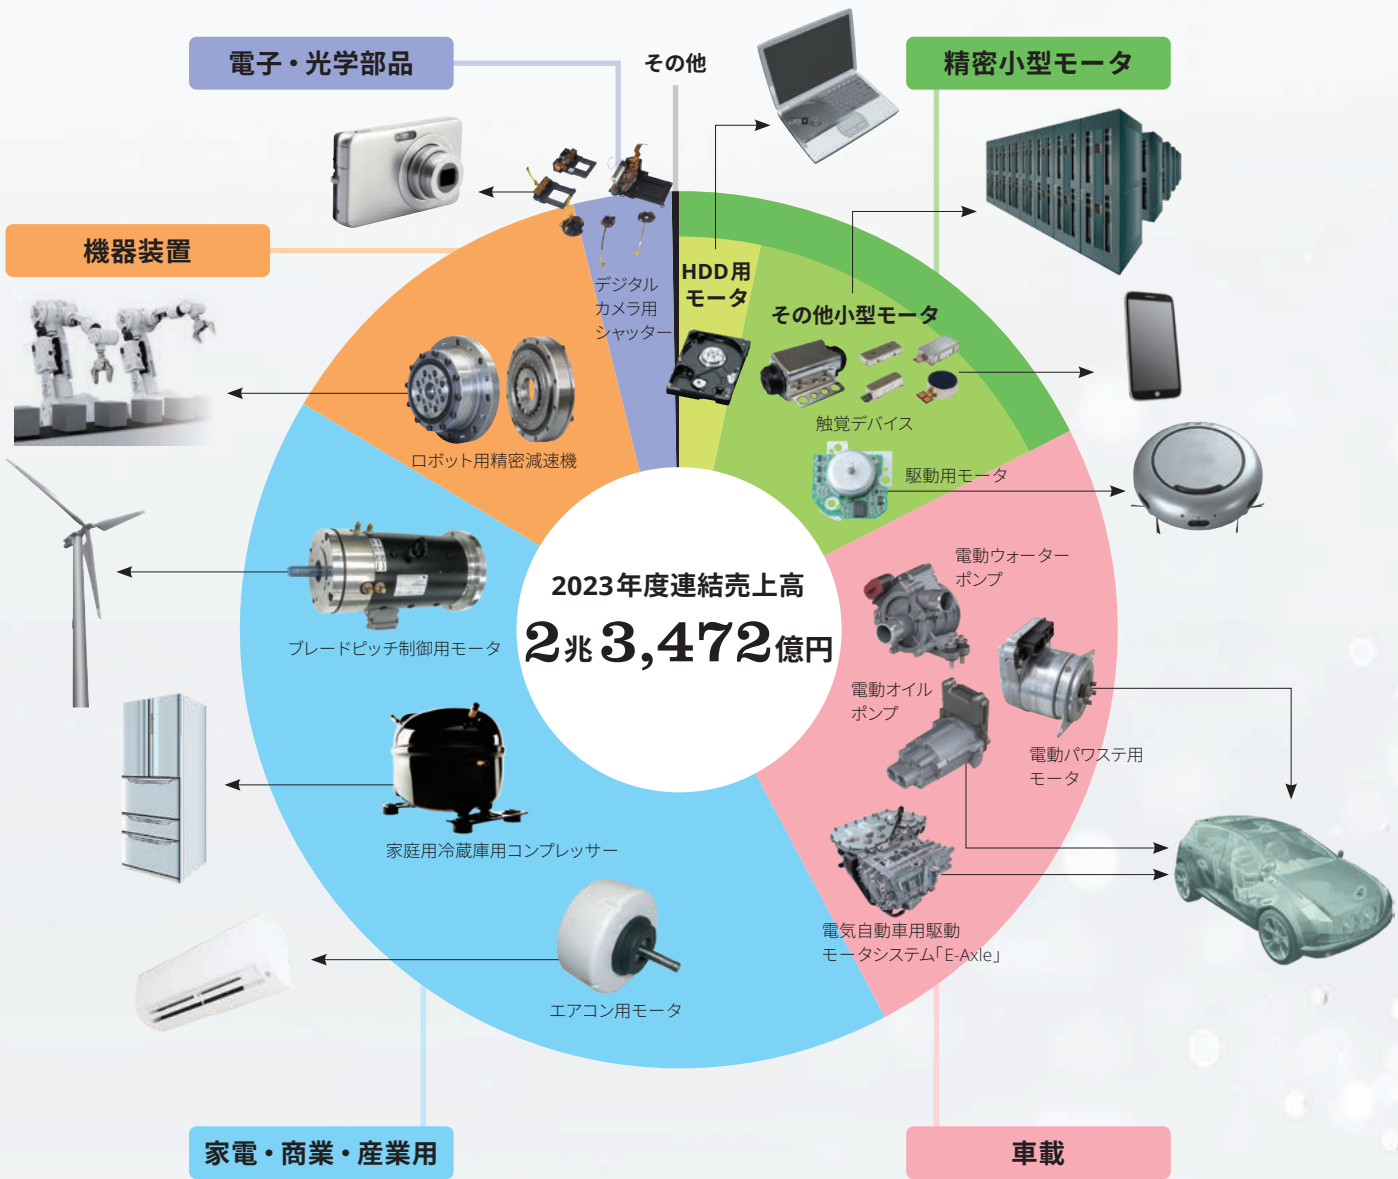 電子・光学部品
その他
精密小型モータ
機器装置
デジタル
カメラ用
シャッター
HDD用
モータ
その他小型モータ
触覚デバイス
駆動用モータ
ロボット用精密減速機
電動ウォーター
ポンプ
2023年度連結売上高
2兆3,472億円
ブレードピッチ制御用モータ
電動オイル
ポンプ
電動パワステ用
モータ
家庭用冷蔵庫用コンプレッサー
電気自動車用駆動
モータシステム「E-Axle」
エアコン用モータ
家電・商業・産業用
車載